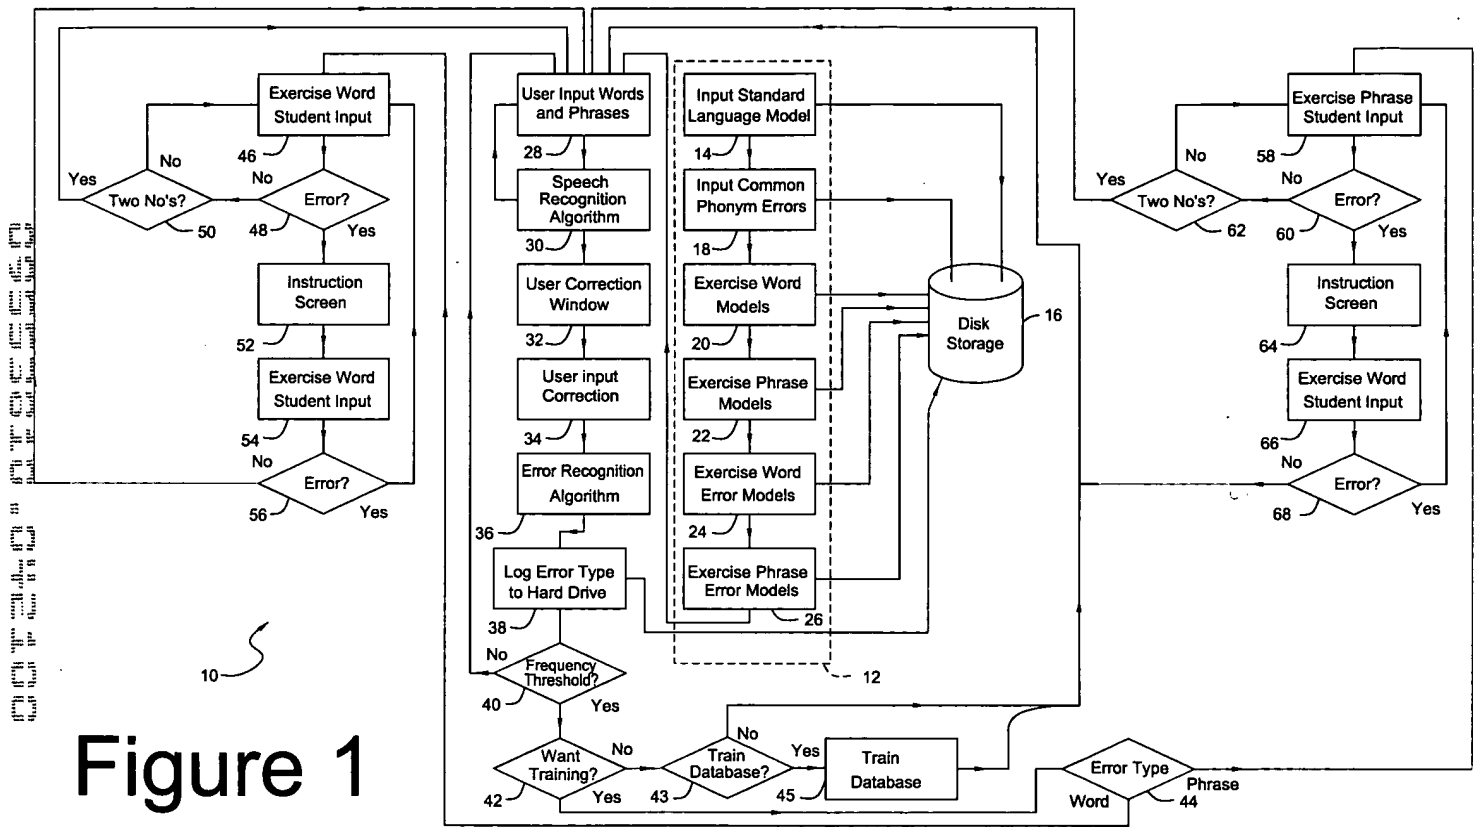 Exercise Word
Student Input
46
No
Yes
Two No's?
50
No
Error?
48
Yes
Instruction
Screen
52
Exercise Word
Student Input
54
No
Error?
56
Yes
10
Figure 1
User Input Words
and Phrases
28
Speech
Recognition
Algorithm
30
User Correction
Window
32
User input
Correction
34
Error Recognition
Algorithm
36
Log Error Type
to Hard Drive
38
No
Frequency
Threshold?
40
Yes
Want
Training?
42
No
Yes
Train
Database?
43
No
Yes
Train
Database
45
Input Standard
Language Model
14
Input Common
Phonym Errors
18
Exercise Word
Models
20
Exercise Phrase
Models
22
Exercise Word
Error Models
24
Exercise Phrase
Error Models
26
12
Disk
Storage
16
Error Type
Word
44
Phrase
Exercise Phrase
Student Input
58
No
Yes
Two No's?
62
No
Error?
60
Yes
Instruction
Screen
64
Exercise Word
Student Input
66
No
Error?
68
Yes